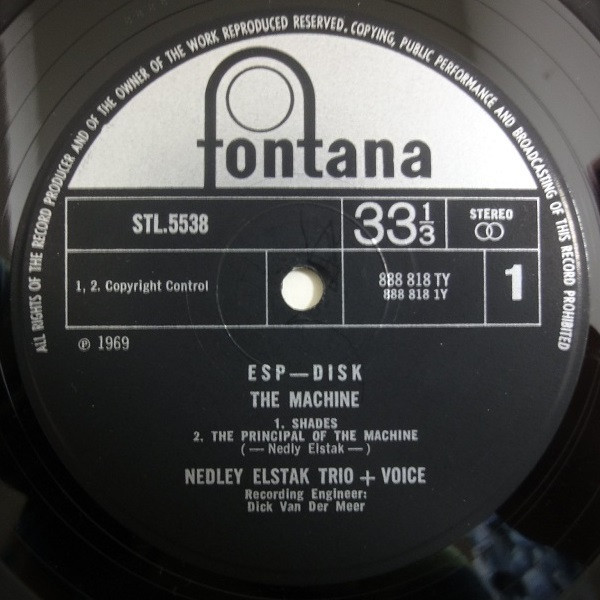 ALL RIGHTS OF THE RECORD PRODUCER AND OF THE OWNER OF THE WORK REPRODUCED RESERVED. COPYING, PUBLIC PERFORMANCE AND BROADCASTING OF THIS RECORD PROHIBITED
fontana
STL.5538
33 1/3
STEREO
1, 2. Copyright Control
888 818 TY
888 818 1Y
1
℗ 1969
ESP—DISK
THE MACHINE
1. SHADES
2. THE PRINCIPAL OF THE MACHINE
(— Nedly Elstak —)
NEDLEY ELSTAK TRIO + VOICE
Recording Engineer:
Dick Van Der Meer